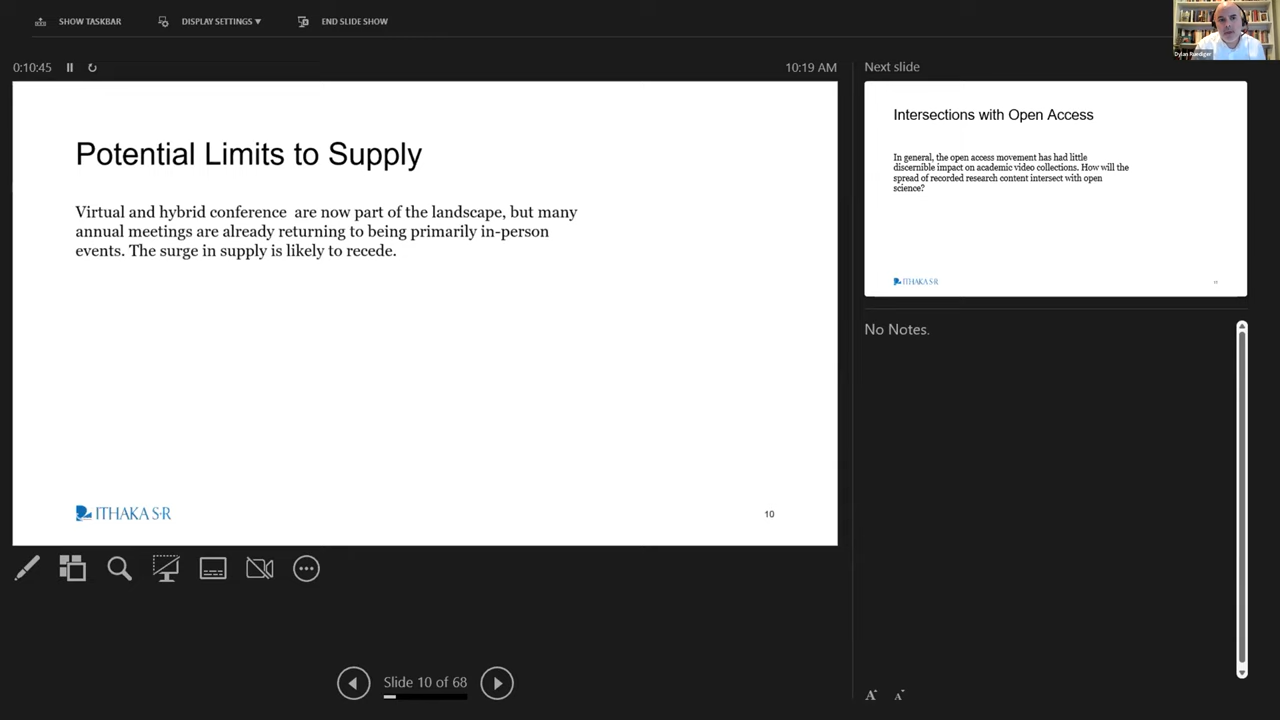 SHOW TASKBAR
DISPLAY SETTINGS
END SLIDE SHOW
Dylan Ruediger
0:10:45
10:19 AM
Next slide
Potential Limits to Supply
Virtual and hybrid conference  are now part of the landscape, but many
annual meetings are already returning to being primarily in-person
events. The surge in supply is likely to recede.
ITHAKA S·R
10
Intersections with Open Access
In general, the open access movement has had little
discernible impact on academic video collections. How will the
spread of recorded research content intersect with open
science?
ITHAKA S·R
No Notes.
Slide 10 of 68
A
A